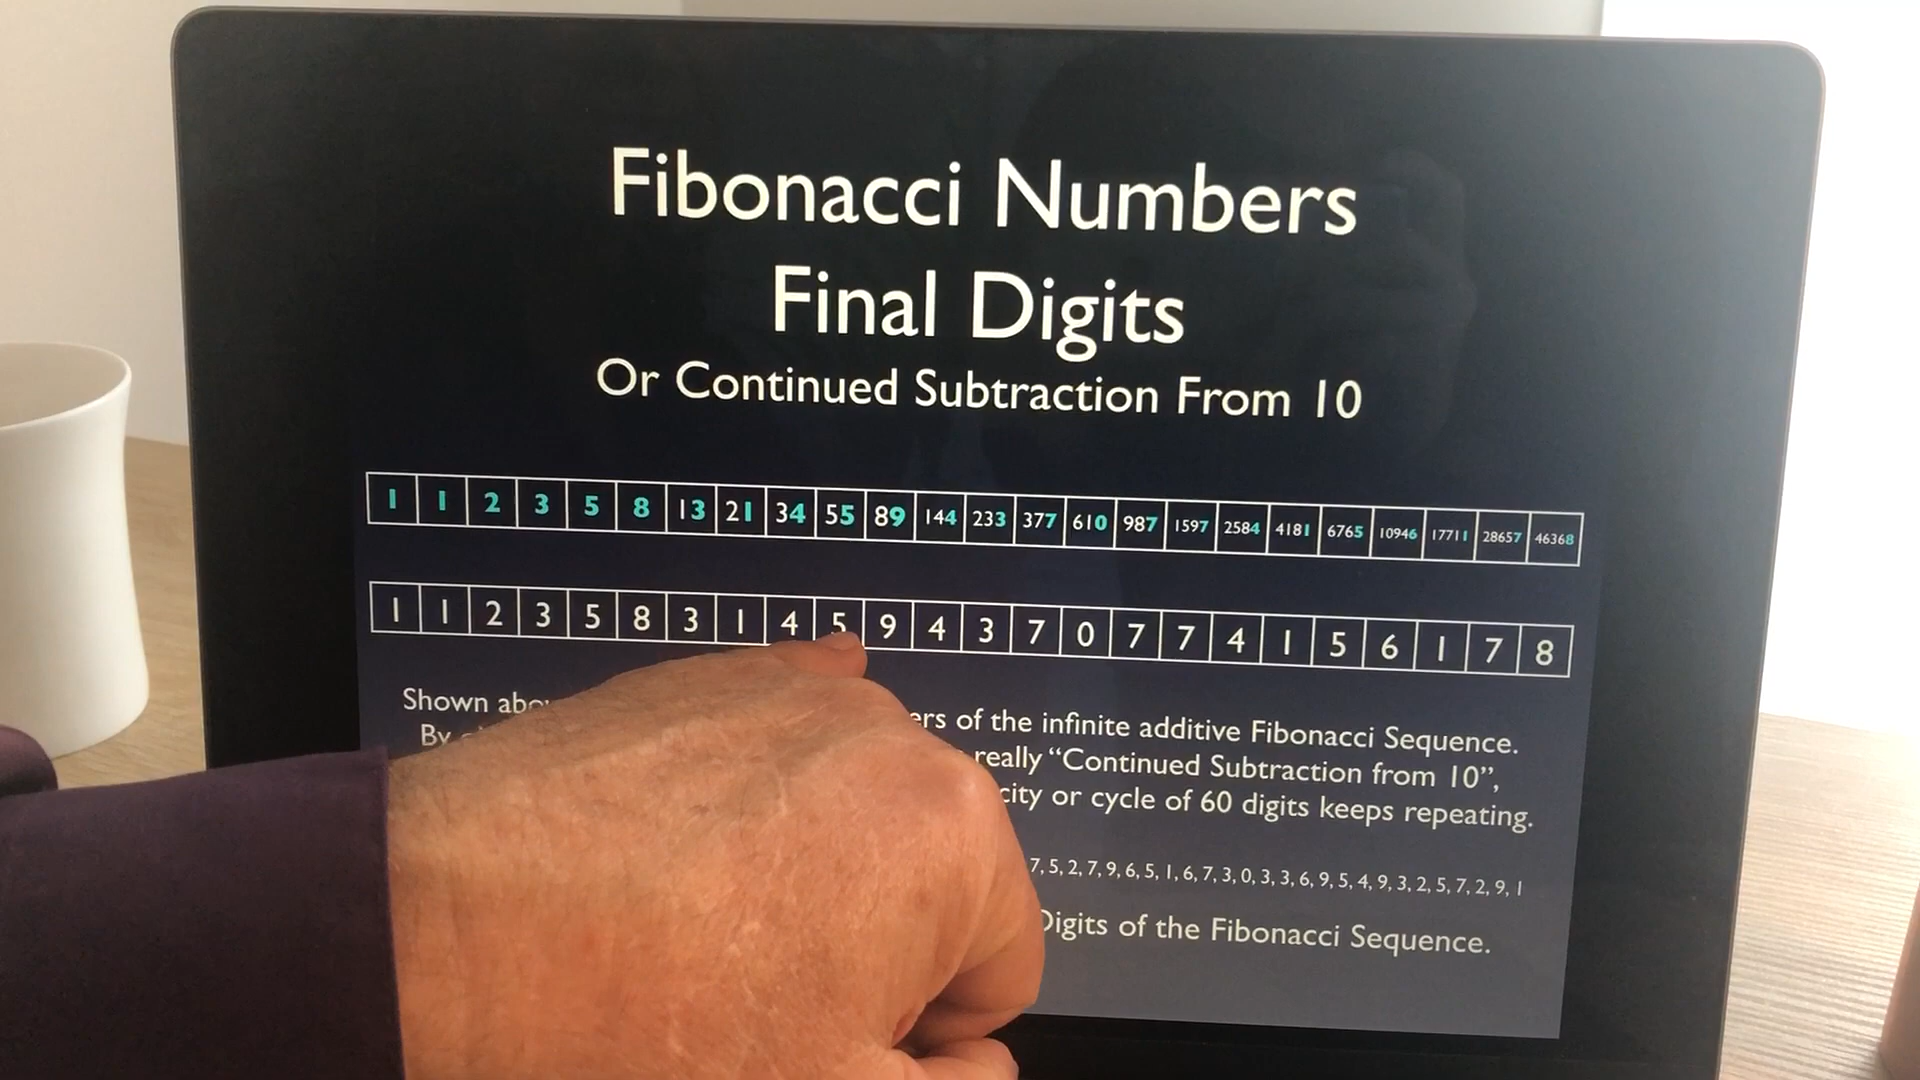 Fibonacci Numbers
Final Digits
Or Continued Subtraction From 10
1 1 2 3 5 8 13 21 34 55 89 144 233 377 610 987 1597 2584 4181 6765 10946 17711 28657 46368
1 1 2 3 5 8 3 1 4 5 9 4 3 7 0 7 7 4 1 5 6 1 7 8
Shown of the infinite additive Fibonacci Sequence.
By really “Continued Subtraction from 10”,
or cycle of 60 digits keeps repeating.
7, 5, 2, 7, 9, 6, 5, 1, 6, 7, 3, 0, 3, 3, 6, 9, 5, 4, 9, 3, 2, 5, 7, 2, 9, 1
Digits of the Fibonacci Sequence.